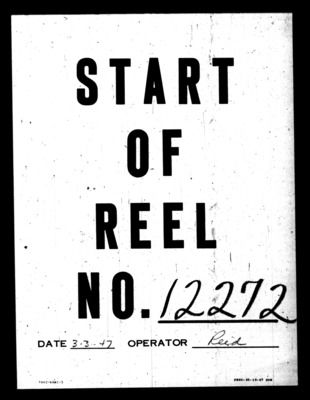 START
OF
REEL
NO. 12272
DATE 3-3-47 OPERATOR Reid